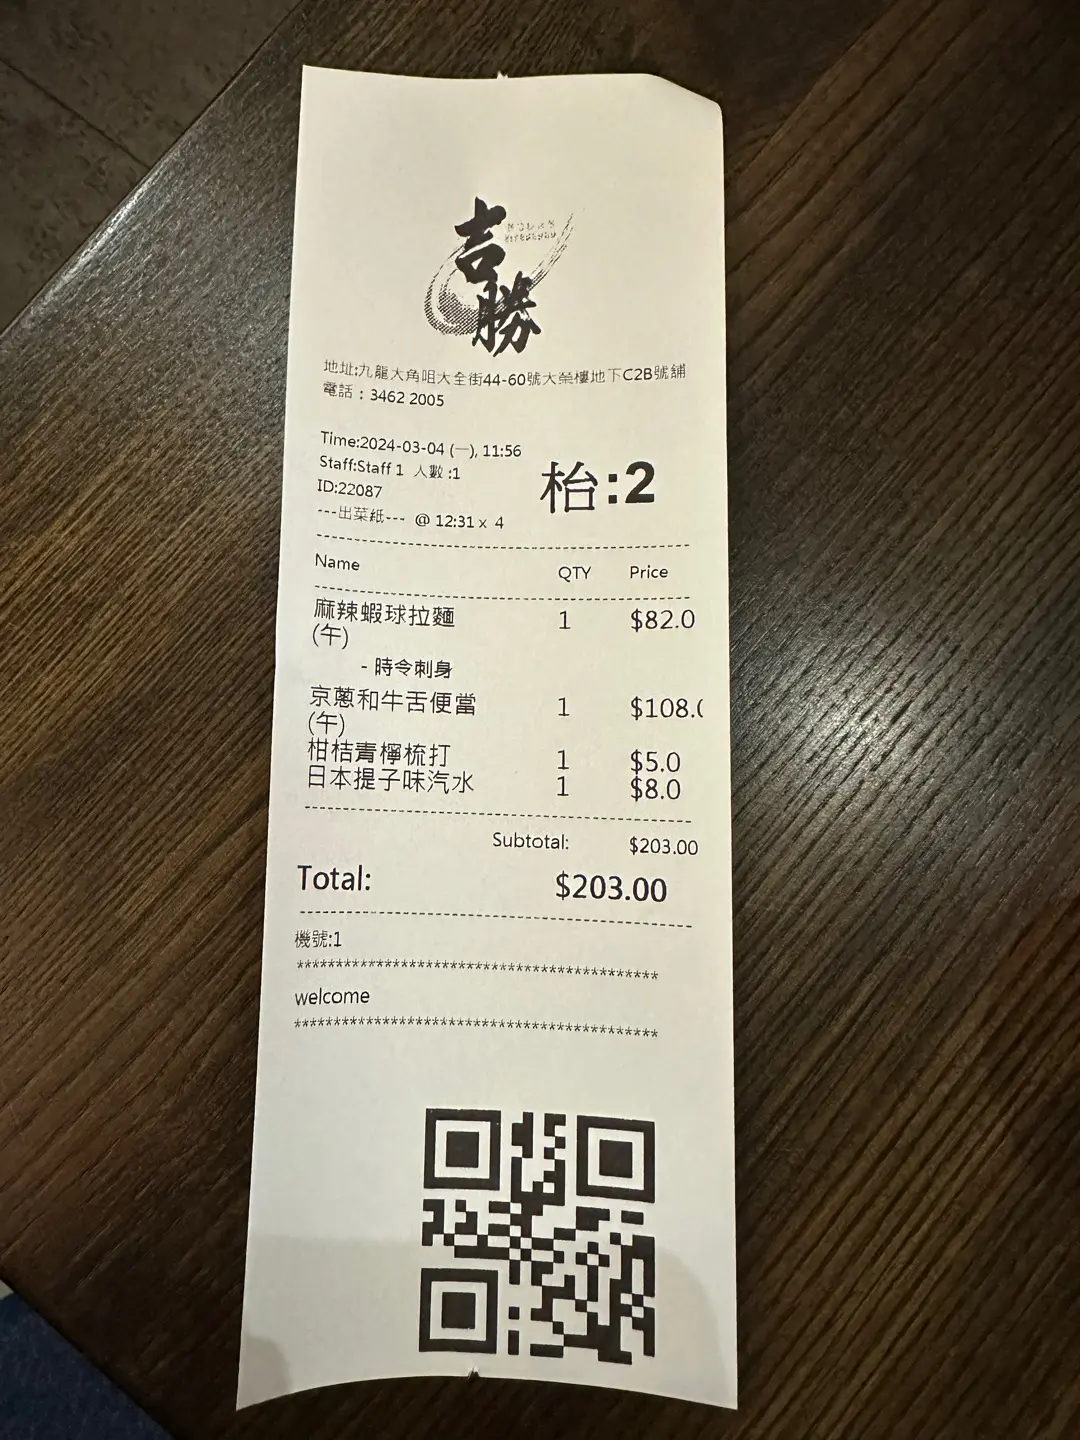 吉勝
地址:九龍大角咀大全街44-60號大榮樓地下C2B號舖
電話：3462 2005
Time:2024-03-04 (一), 11:56
Staff:Staff 1 人數 :1
枱:2
ID:22087
---出菜紙--- @ 12:31 x 4
Name QTY Price
麻辣蝦球拉麵 1 $82.0
(午)
- 時令刺身
京蔥和牛舌便當 1 $108.0
(午)
柑桔青檸梳打 1 $5.0
日本提子味汽水 1 $8.0
Subtotal: $203.00
Total: $203.00
機號:1
******************************************
welcome
******************************************